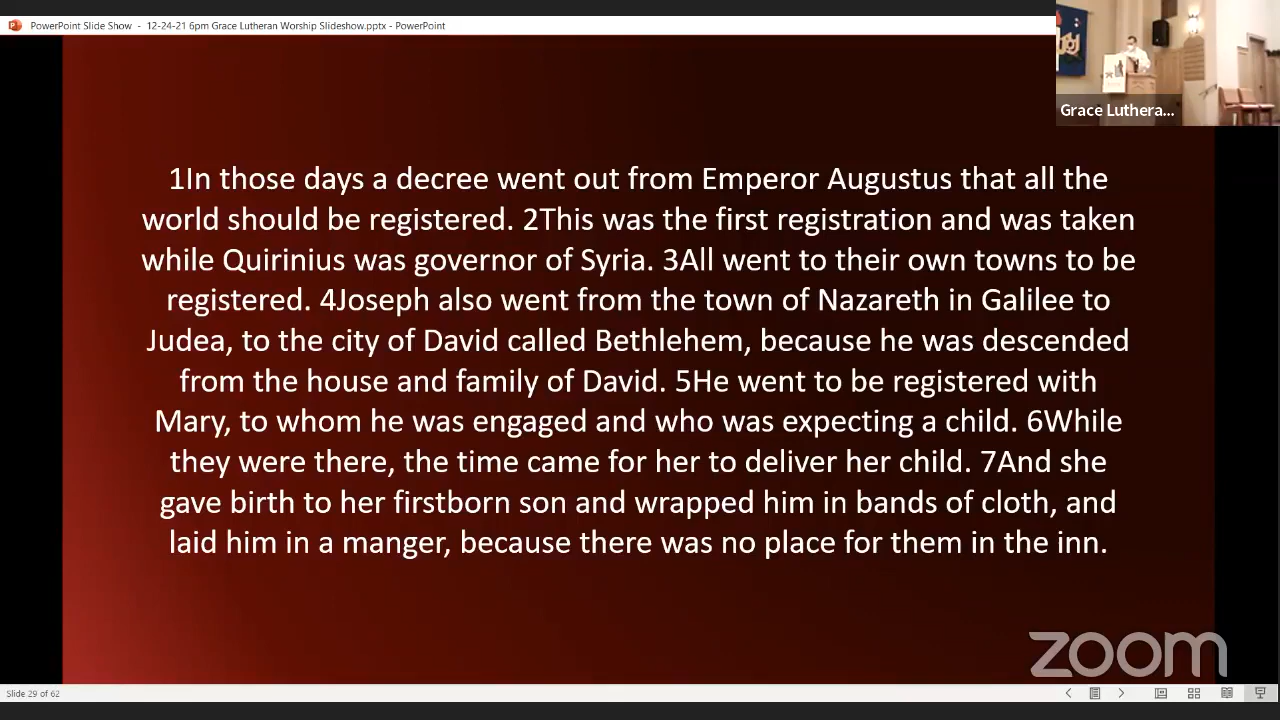 PowerPoint Slide Show - 12-24-21 6pm Grace Lutheran Worship Slideshow.pptx - PowerPoint
Grace Luthera...
1In those days a decree went out from Emperor Augustus that all the
world should be registered. 2This was the first registration and was taken
while Quirinius was governor of Syria. 3All went to their own towns to be
registered. 4Joseph also went from the town of Nazareth in Galilee to
Judea, to the city of David called Bethlehem, because he was descended
from the house and family of David. 5He went to be registered with
Mary, to whom he was engaged and who was expecting a child. 6While
they were there, the time came for her to deliver her child. 7And she
gave birth to her firstborn son and wrapped him in bands of cloth, and
laid him in a manger, because there was no place for them in the inn.
zoom
Slide 29 of 62